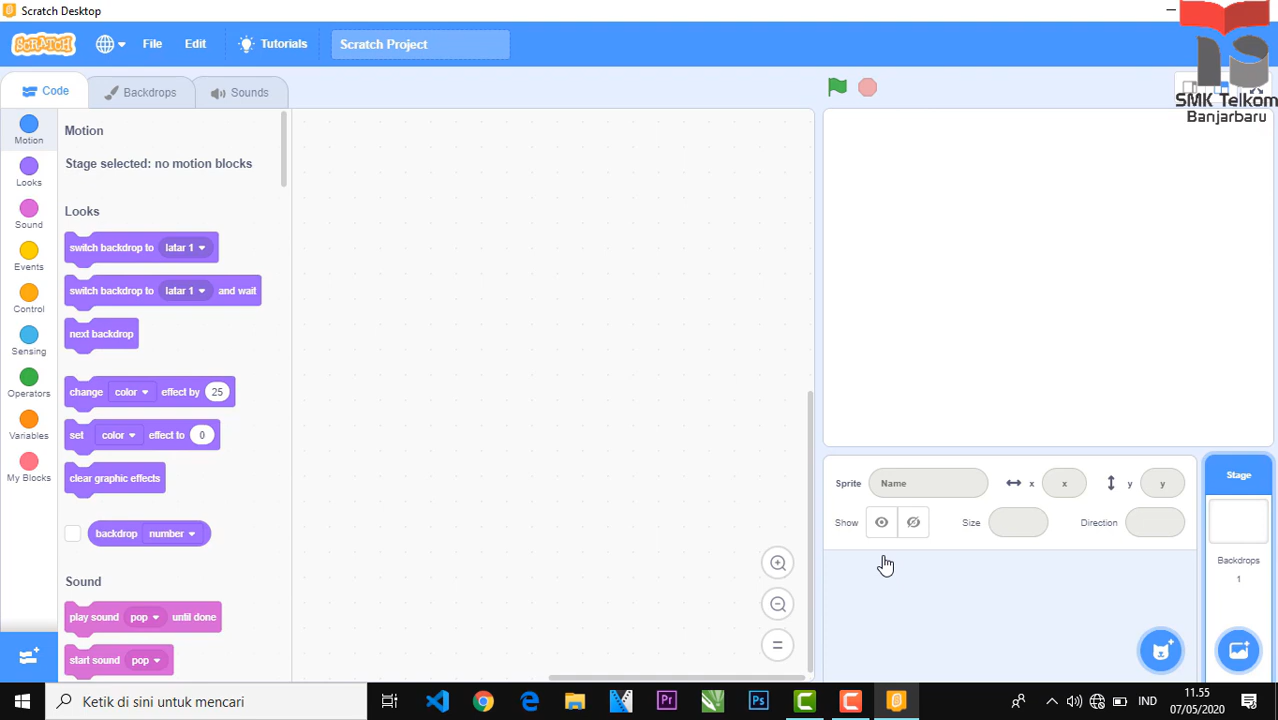 Scratch Desktop
SCRATCH
File
Edit
Tutorials
Scratch Project
SMK Telkom
Banjarbaru
Code
Backdrops
Sounds
Motion
Looks
Sound
Events
Control
Sensing
Operators
Variables
My Blocks
Motion
Stage selected: no motion blocks
Looks
switch backdrop to latar 1
switch backdrop to latar 1 and wait
next backdrop
change color effect by 25
set color effect to 0
clear graphic effects
backdrop number
Sound
play sound pop until done
start sound pop
Sprite Name x x y y
Show Size Direction
Stage
Backdrops
1
Ketik di sini untuk mencari
Pr
Ps
IND
11.55
07/05/2020